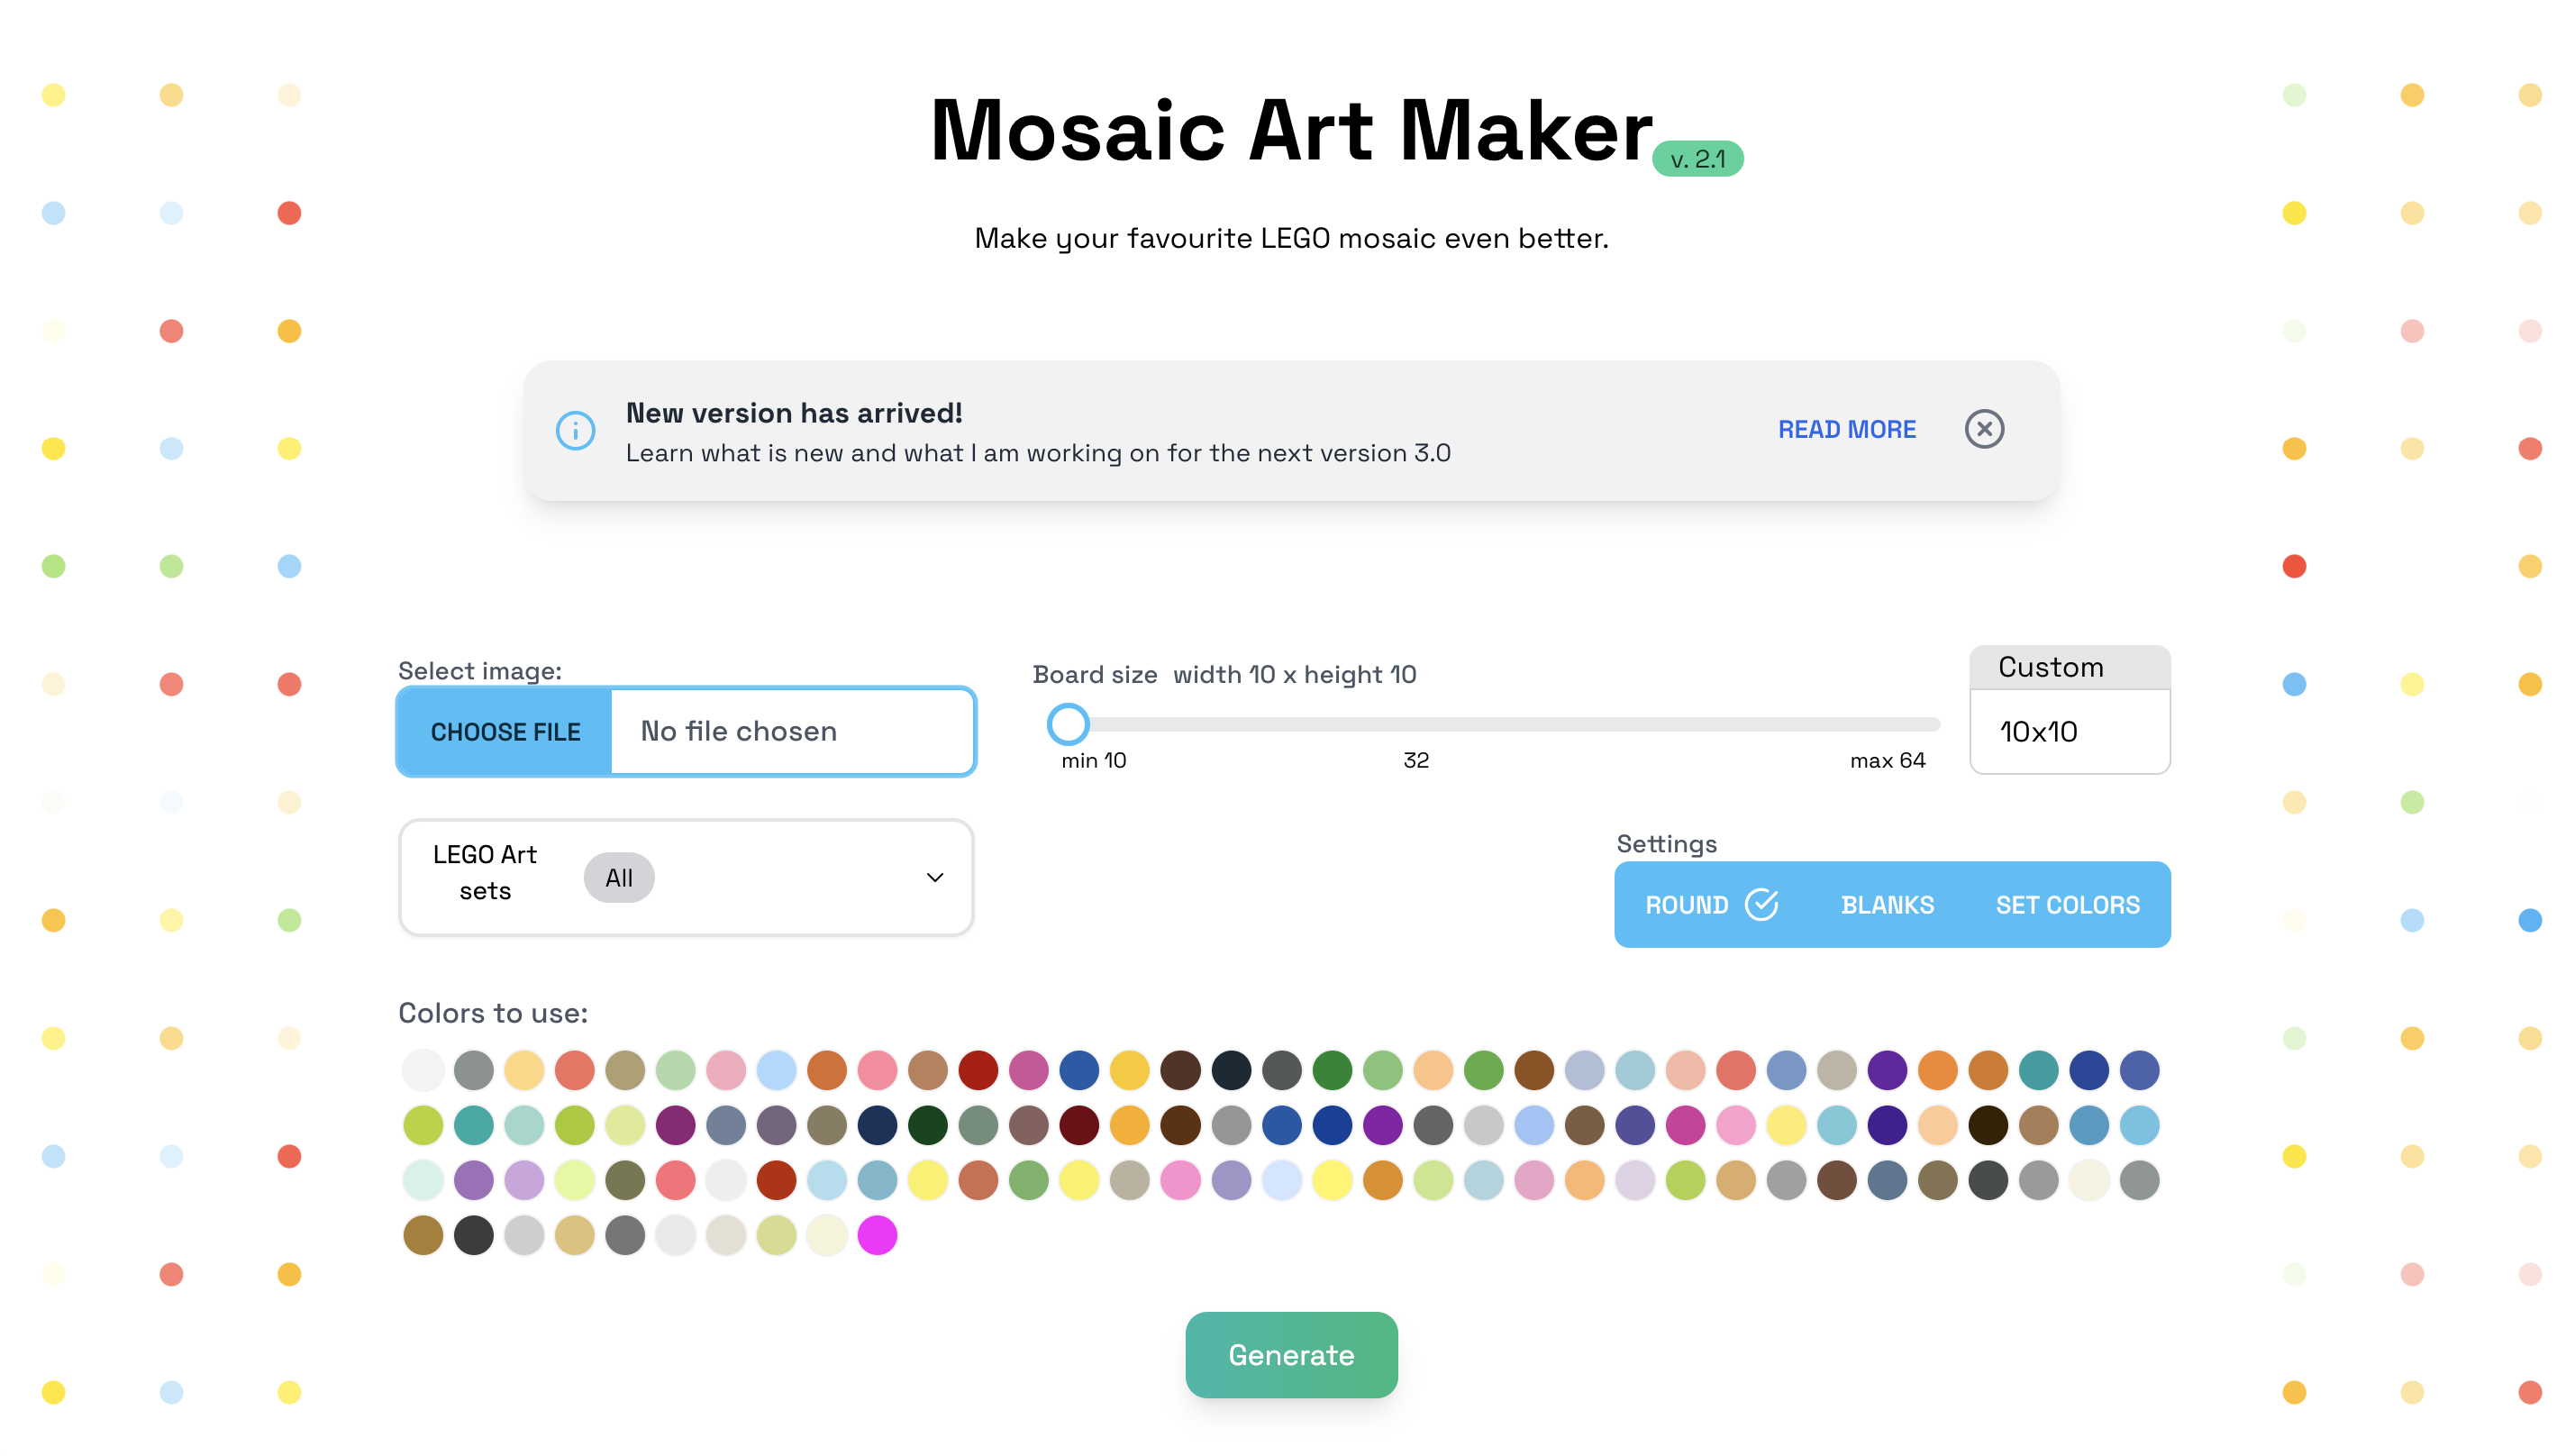 Mosaic Art Maker
v. 2.1
Make your favourite LEGO mosaic even better.
New version has arrived!
Learn what is new and what I am working on for the next version 3.0
READ MORE
Select image:
CHOOSE FILE
No file chosen
Board size width 10 x height 10
min 10
32
max 64
Custom
10x10
LEGO Art
sets
All
Settings
ROUND
BLANKS
SET COLORS
Colors to use:
Generate